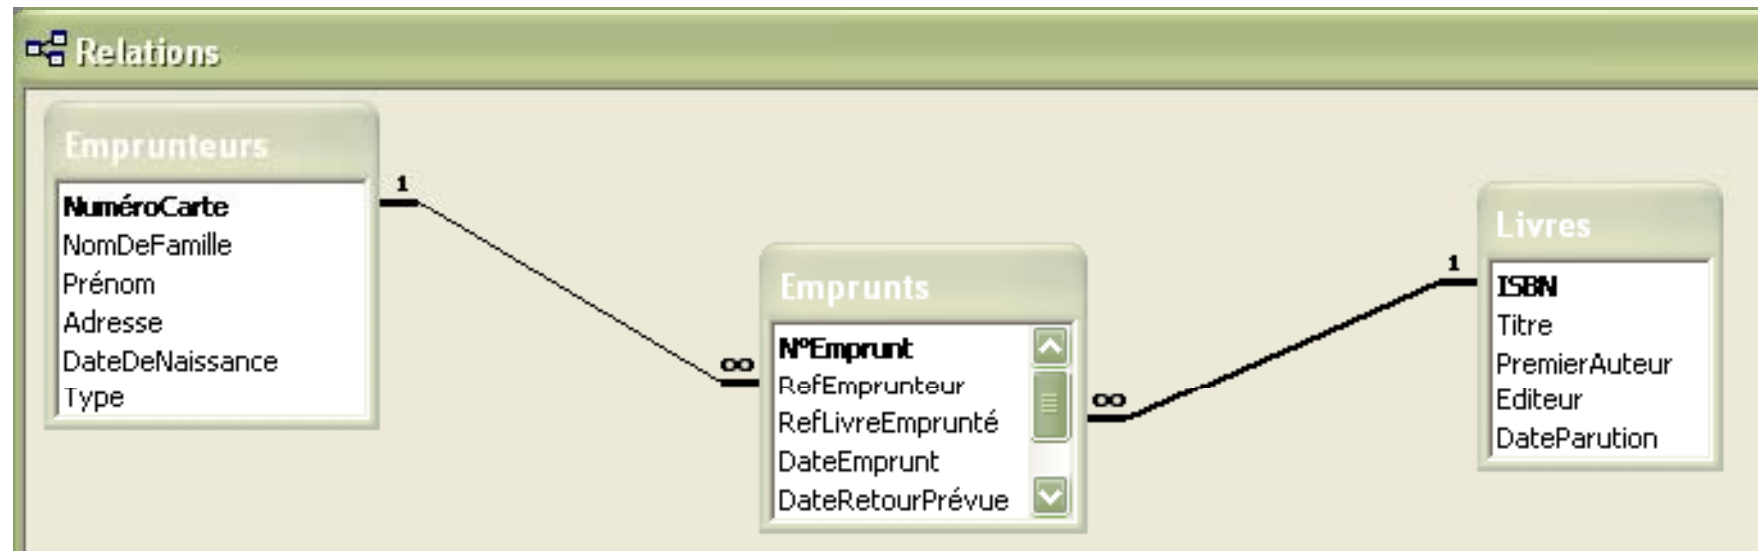 Relations
Emprunteurs
NuméroCarte
NomDeFamille
Prénom
Adresse
DateDeNaissance
Type
1
∞
Emprunts
N°Emprunt
RefEmprunteur
RefLivreEmprunté
DateEmprunt
DateRetourPrévue
∞
1
Livres
ISBN
Titre
PremierAuteur
Editeur
DateParution